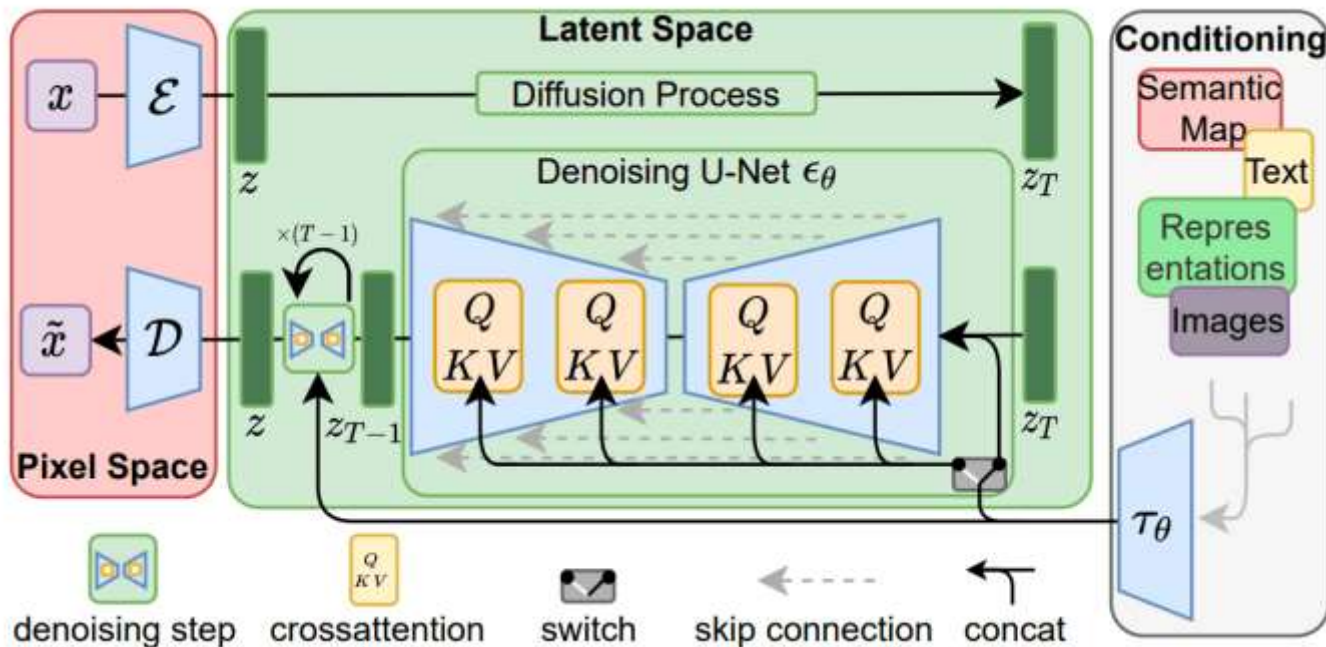 Latent Space
Conditioning
x
ℰ
Diffusion Process
z
z_T
Semantic
Map
Text
Repres
entations
Images
Denoising U-Net ϵ_θ
×(T−1)
x̃
𝒟
Q
KV
Q
KV
Q
KV
Q
KV
z
z_{T−1}
z_T
Pixel Space
τ_θ
Q
KV
denoising step
crossattention
switch
skip connection
concat